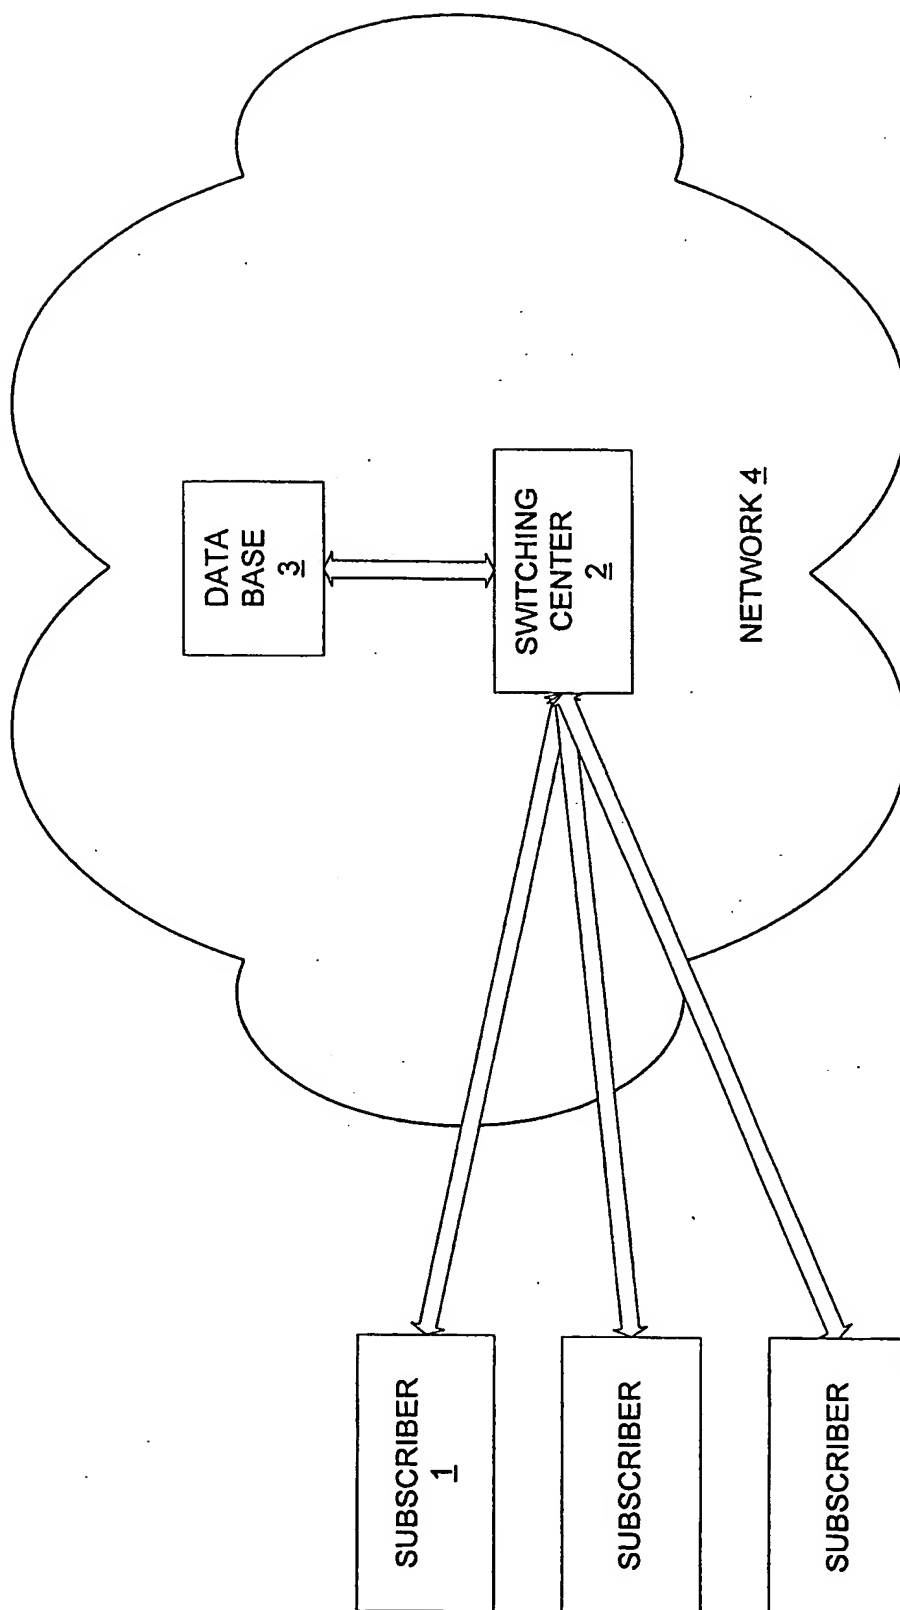 DATA
BASE
3
SWITCHING
CENTER
2
NETWORK 4
SUBSCRIBER
1
SUBSCRIBER
SUBSCRIBER